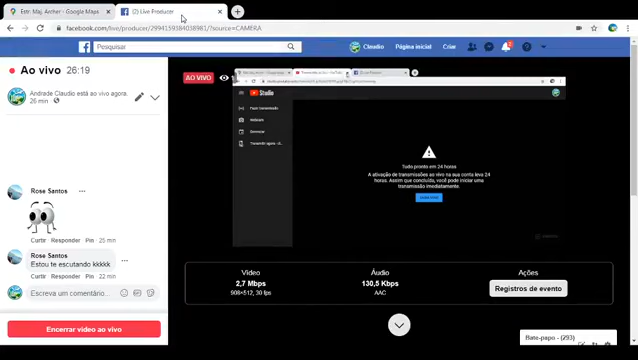 Estr. Maj. Archer - Google Maps
(2) Live Producer
facebook.com/live/producer/2994159384038981/?source=CAMERA
Pesquisar
Claudio
Página inicial
Criar
2
Ao vivo 26:19
Andrade Claudio está ao vivo agora.
26 min
Rose Santos
Curtir Responder Pin 25 min
Rose Santos
Estou te escutando kkkkk
Curtir Responder Pin 22 min
Escreva um comentário...
Encerrar vídeo ao vivo
AO VIVO
1
Studio
Webcam
Gerenciar
Tudo pronto em 24 horas
A ativação de transmissões ao vivo na sua conta leva 24
horas. Assim que concluída, você pode iniciar uma
transmissão imediatamente.
Vídeo
2,7 Mbps
908×512, 30 fps
Áudio
130,5 Kbps
AAC
Ações
Registros de evento
Bate-papo - (293)